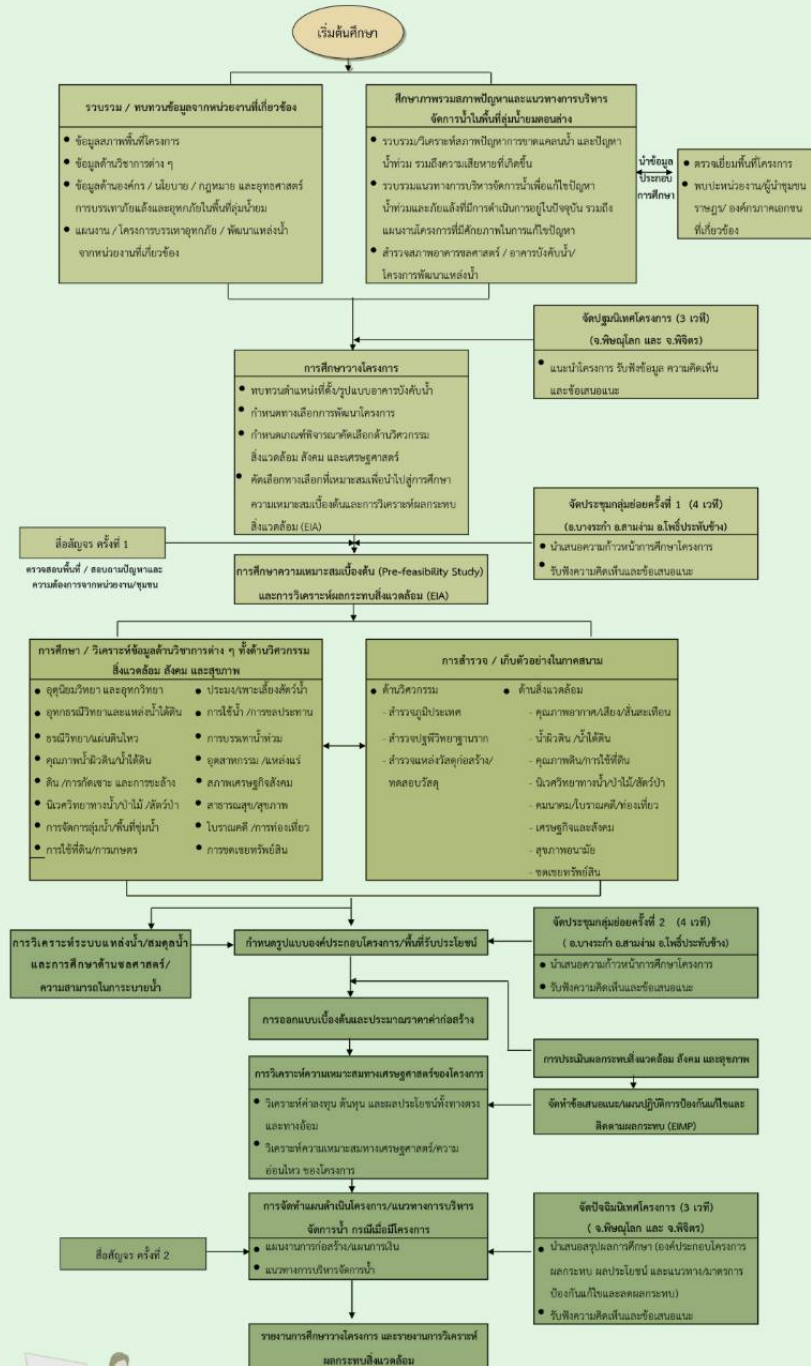 เริ่มต้นศึกษา
รวบรวม / ทบทวนข้อมูลจากหน่วยงานที่เกี่ยวข้อง
● ข้อมูลสภาพพื้นที่โครงการ
● ข้อมูลด้านวิชาการต่าง ๆ
● ข้อมูลด้านองค์กร / นโยบาย / กฎหมาย และยุทธศาสตร์
การบรรเทาภัยแล้งและอุทกภัยในพื้นที่ลุ่มน้ำยม
● แผนงาน / โครงการบรรเทาอุทกภัย / พัฒนาแหล่งน้ำ
จากหน่วยงานที่เกี่ยวข้อง
ศึกษาภาพรวมสภาพปัญหาและแนวทางการบริหาร
จัดการน้ำในพื้นที่ลุ่มน้ำยมตอนล่าง
● รวบรวม/วิเคราะห์สภาพปัญหาการขาดแคลนน้ำ และปัญหา
น้ำท่วม รวมถึงความเสียหายที่เกิดขึ้น
● รวบรวมแนวทางการบริหารจัดการน้ำเพื่อแก้ไขปัญหา
น้ำท่วมและภัยแล้งที่มีการดำเนินการอยู่ในปัจจุบัน รวมถึง
แผนงานโครงการที่มีศักยภาพในการแก้ไขปัญหา
● สำรวจสภาพอาคารชลศาสตร์ / อาคารบังคับน้ำ/
โครงการพัฒนาแหล่งน้ำ
นำข้อมูล
ประกอบ
การศึกษา
● ตรวจเยี่ยมพื้นที่โครงการ
● พบปะหน่วยงาน/ผู้นำชุมชน
ราษฎร/ องค์กรภาคเอกชน
ที่เกี่ยวข้อง
จัดปฐมนิเทศโครงการ (3 เวที)
(จ.พิษณุโลก และ จ.พิจิตร)
● แนะนำโครงการ รับฟังข้อมูล ความคิดเห็น
และข้อเสนอแนะ
การศึกษาวางโครงการ
● ทบทวนตำแหน่งที่ตั้ง/รูปแบบอาคารบังคับน้ำ
● กำหนดทางเลือกการพัฒนาโครงการ
● กำหนดเกณฑ์พิจารณาคัดเลือกด้านวิศวกรรม
สิ่งแวดล้อม สังคม และเศรษฐศาสตร์
● คัดเลือกทางเลือกที่เหมาะสมเพื่อนำไปสู่การศึกษา
ความเหมาะสมเบื้องต้นและการวิเคราะห์ผลกระทบ
สิ่งแวดล้อม (EIA)
จัดประชุมกลุ่มย่อยครั้งที่ 1 (4 เวที)
(อ.บางระกำ อ.สามง่าม อ.โพธิ์ประทับช้าง)
● นำเสนอความก้าวหน้าการศึกษาโครงการ
● รับฟังความคิดเห็นและข้อเสนอแนะ
สื่อสัญจร ครั้งที่ 1
ตรวจสอบพื้นที่ / สอบถามปัญหาและ
ความต้องการจากหน่วยงาน/ชุมชน
การศึกษาความเหมาะสมเบื้องต้น (Pre-feasibility Study)
และการวิเคราะห์ผลกระทบสิ่งแวดล้อม (EIA)
การศึกษา / วิเคราะห์ข้อมูลด้านวิชาการต่าง ๆ ทั้งด้านวิศวกรรม
สิ่งแวดล้อม สังคม และสุขภาพ
● อุตุนิยมวิทยา และอุทกวิทยา
● อุทกธรณีวิทยาและแหล่งน้ำใต้ดิน
● ธรณีวิทยา/แผ่นดินไหว
● คุณภาพน้ำผิวดิน/น้ำใต้ดิน
● ดิน /การกัดเซาะ และการชะล้าง
● นิเวศวิทยาทางน้ำ/ป่าไม้ /สัตว์ป่า
● การจัดการลุ่มน้ำ/พื้นที่ชุ่มน้ำ
● การใช้ที่ดิน/การเกษตร
● ประมง/เพาะเลี้ยงสัตว์น้ำ
● การใช้น้ำ /การชลประทาน
● การบรรเทาน้ำท่วม
● อุตสาหกรรม /แหล่งแร่
● สภาพเศรษฐกิจสังคม
● สาธารณสุข/สุขภาพ
● โบราณคดี /การท่องเที่ยว
● การชดเชยทรัพย์สิน
การสำรวจ / เก็บตัวอย่างในภาคสนาม
● ด้านวิศวกรรม
- สำรวจภูมิประเทศ
- สำรวจปฐพีวิทยาฐานราก
- สำรวจแหล่งวัสดุก่อสร้าง/
ทดสอบวัสดุ
● ด้านสิ่งแวดล้อม
- คุณภาพอากาศ/เสียง/สั่นสะเทือน
- น้ำผิวดิน /น้ำใต้ดิน
- คุณภาพดิน/การใช้ที่ดิน
- นิเวศวิทยาทางน้ำ/ป่าไม้/สัตว์ป่า
- คมนาคม/โบราณคดี/ท่องเที่ยว
- เศรษฐกิจและสังคม
- สุขภาพอนามัย
- ชดเชยทรัพย์สิน
การวิเคราะห์ระบบแหล่งน้ำ/สมดุลน้ำ
และการศึกษาด้านชลศาสตร์/
ความสามารถในการะบายน้ำ
กำหนดรูปแบบองค์ประกอบโครงการ/พื้นที่รับประโยชน์
จัดประชุมกลุ่มย่อยครั้งที่ 2 (4 เวที)
( อ.บางระกำ อ.สามง่าม อ.โพธิ์ประทับช้าง)
● นำเสนอความก้าวหน้าการศึกษาโครงการ
● รับฟังความคิดเห็นและข้อเสนอแนะ
การออกแบบเบื้องต้นและประมาณราคาค่าก่อสร้าง
การประเมินผลกระทบสิ่งแวดล้อม สังคม และสุขภาพ
การวิเคราะห์ความเหมาะสมทางเศรษฐศาสตร์ของโครงการ
● วิเคราะห์ค่าลงทุน ต้นทุน และผลประโยชน์ทั้งทางตรง
และทางอ้อม
● วิเคราะห์ความเหมาะสมทางเศรษฐศาสตร์/ความ
อ่อนไหว ของโครงการ
จัดทำข้อเสนอแนะ/แผนปฏิบัติการป้องกันแก้ไขและ
ติดตามผลกระทบ (EIMP)
การจัดทำแผนดำเนินโครงการ/แนวทางการบริหาร
จัดการน้ำ กรณีเมื่อมีโครงการ
● แผนงานการก่อสร้าง/แผนการเงิน
● แนวทางการบริหารจัดการน้ำ
สื่อสัญจร ครั้งที่ 2
จัดปัจฉิมนิเทศโครงการ (3 เวที)
( จ.พิษณุโลก และ จ.พิจิตร)
● นำเสนอสรุปผลการศึกษา (องค์ประกอบโครงการ
ผลกระทบ ผลประโยชน์ และแนวทาง/มาตรการ
ป้องกันแก้ไขและลดผลกระทบ)
● รับฟังความคิดเห็นและข้อเสนอแนะ
รายงานการศึกษาวางโครงการ และรายงานการวิเคราะห์
ผลกระทบสิ่งแวดล้อม